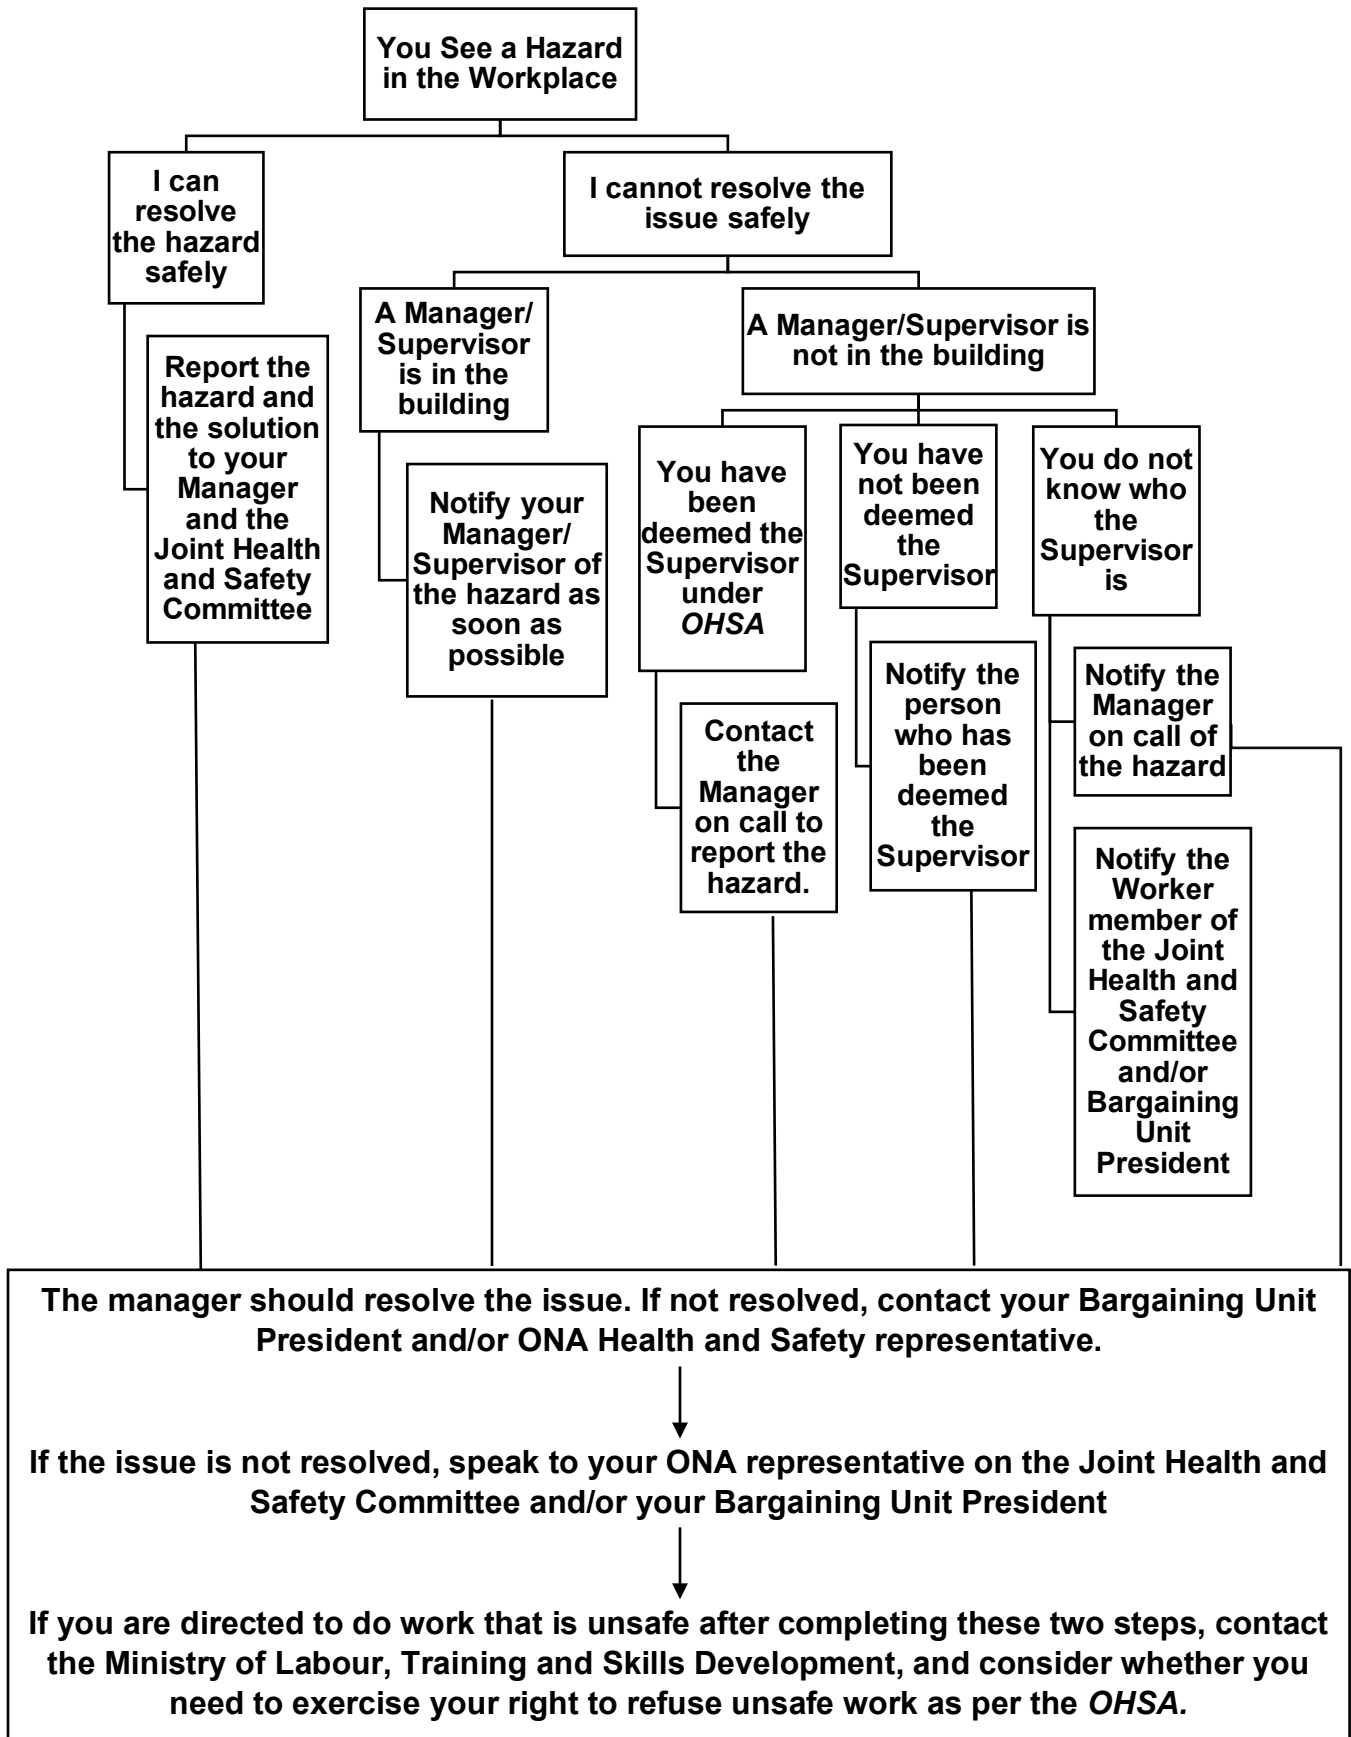 You See a Hazard
in the Workplace
I can
resolve
the hazard
safely
I cannot resolve the
issue safely
Report the
hazard and
the solution
to your
Manager
and the
Joint Health
and Safety
Committee
A Manager/
Supervisor
is in the
building
A Manager/Supervisor is
not in the building
Notify your
Manager/
Supervisor of
the hazard as
soon as
possible
You have
been
deemed the
Supervisor
under
OHSA
You have
not been
deemed
the
Supervisor
You do not
know who
the
Supervisor
is
Contact
the
Manager
on call to
report the
hazard.
Notify the
person
who has
been
deemed
the
Supervisor
Notify the
Manager
on call of
the hazard
Notify the
Worker
member of
the Joint
Health and
Safety
Committee
and/or
Bargaining
Unit
President
The manager should resolve the issue. If not resolved, contact your Bargaining Unit
President and/or ONA Health and Safety representative.
If the issue is not resolved, speak to your ONA representative on the Joint Health and
Safety Committee and/or your Bargaining Unit President
If you are directed to do work that is unsafe after completing these two steps, contact
the Ministry of Labour, Training and Skills Development, and consider whether you
need to exercise your right to refuse unsafe work as per the OHSA.